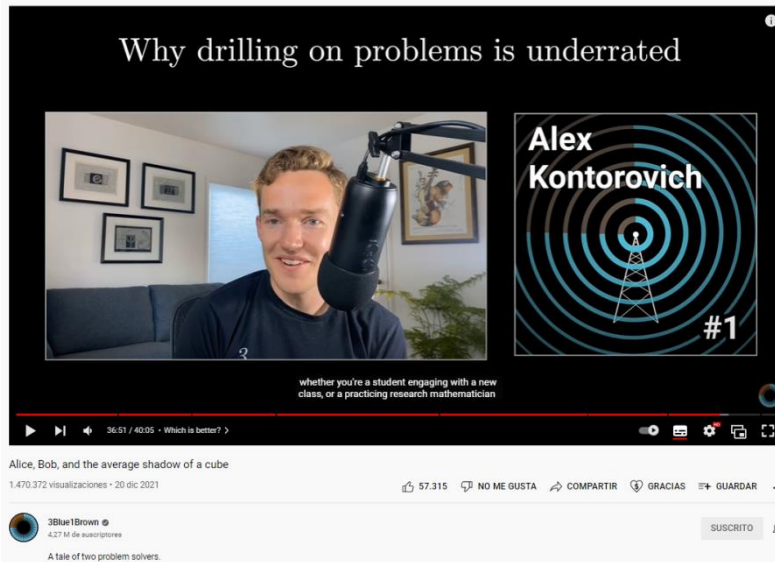 Why drilling on problems is underrated
Alex
Kontorovich
#1
3
whether you're a student engaging with a new
class, or a practicing research mathematician
36:51 / 40:05 • Which is better? >
HD
Alice, Bob, and the average shadow of a cube
1.470.372 visualizaciones • 20 dic 2021
57.315 NO ME GUSTA COMPARTIR GRACIAS GUARDAR
3Blue1Brown
4,27 M de suscriptores
SUSCRITO
A tale of two problem solvers.